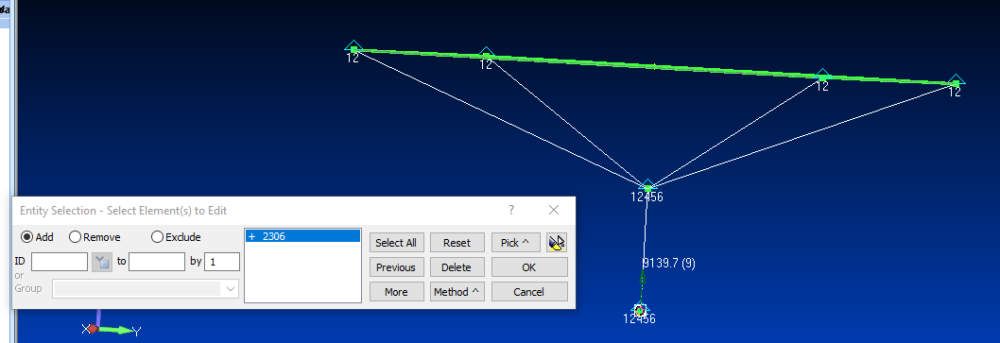 12
12
12
12
12456
9139.7 (9)
12456
Entity Selection - Select Element(s) to Edit
Add Remove Exclude
ID to by 1
or
Group
+ 2306
Select All Reset Pick ^
Previous Delete OK
More Method ^ Cancel
X Y